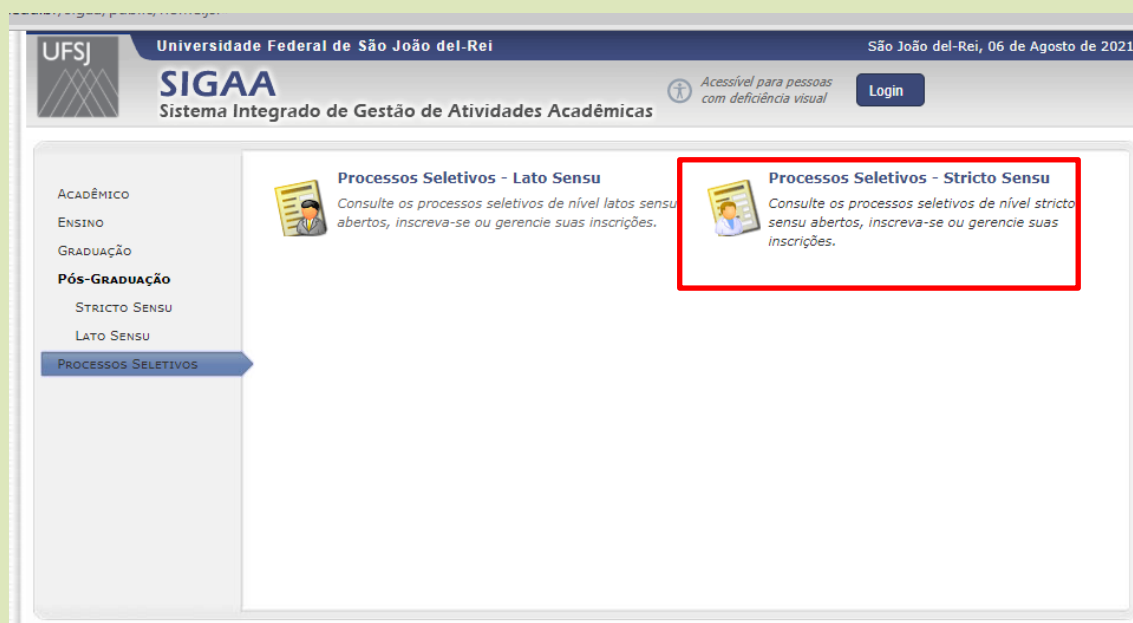 UFSJ
Universidade Federal de São João del-Rei
São João del-Rei, 06 de Agosto de 2021
SIGAA
Sistema Integrado de Gestão de Atividades Acadêmicas
Acessível para pessoas
com deficiência visual
Login
Acadêmico
Ensino
Graduação
Pós-Graduação
Stricto Sensu
Lato Sensu
Processos Seletivos
Processos Seletivos - Lato Sensu
Consulte os processos seletivos de nível latos sensu
abertos, inscreva-se ou gerencie suas inscrições.
Processos Seletivos - Stricto Sensu
Consulte os processos seletivos de nível stricto
sensu abertos, inscreva-se ou gerencie suas
inscrições.